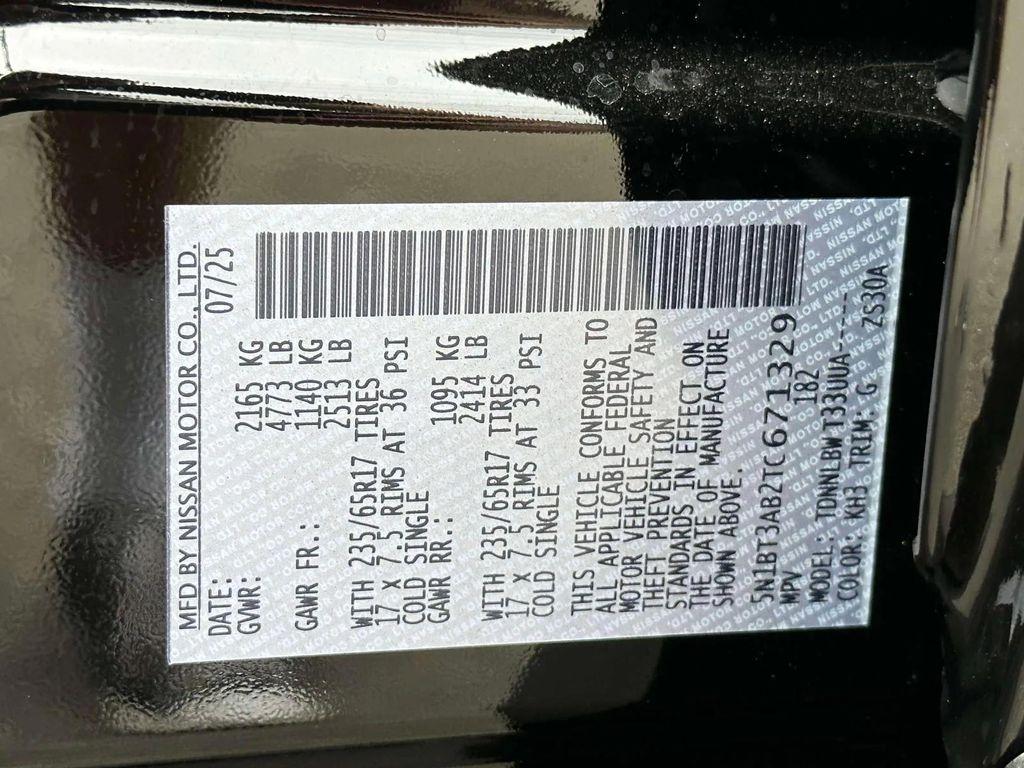 MFD BY NISSAN MOTOR CO., LTD.
DATE: 07/25
GVWR: 2165 KG
4773 LB
GAWR FR.: 1140 KG
2513 LB
WITH 235/65R17 TIRES
17 X 7.5 RIMS AT 36 PSI
COLD SINGLE
GAWR RR.: 1095 KG
2414 LB
WITH 235/65R17 TIRES
17 X 7.5 RIMS AT 33 PSI
COLD SINGLE
THIS VEHICLE CONFORMS TO
ALL APPLICABLE FEDERAL
MOTOR VEHICLE SAFETY AND
THEFT PREVENTION
STANDARDS IN EFFECT ON
THE DATE OF MANUFACTURE
SHOWN ABOVE.
5N1BT3ABZTC671329
MPV 182
MODEL: TDNNLBW T33UUA-----
COLOR: KH3 TRIM: G ZS30A